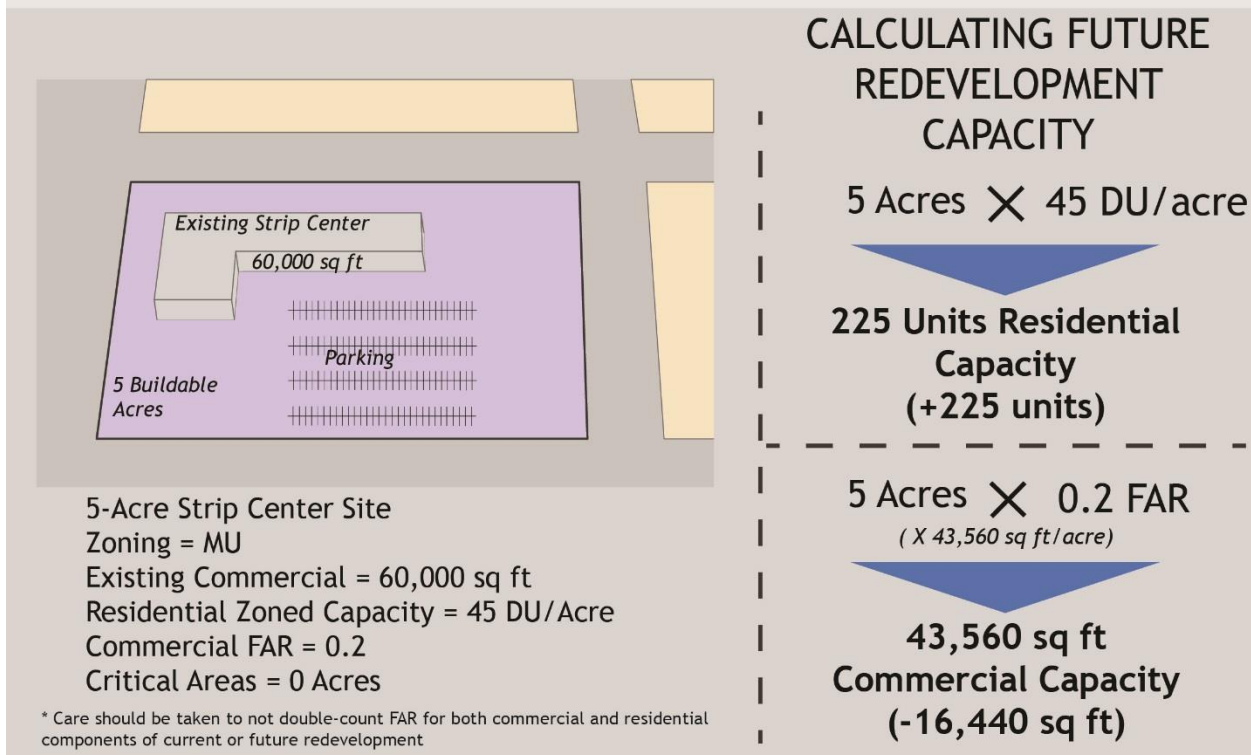 Existing Strip Center
60,000 sq ft
Parking
5 Buildable
Acres
5-Acre Strip Center Site
Zoning = MU
Existing Commercial = 60,000 sq ft
Residential Zoned Capacity = 45 DU/Acre
Commercial FAR = 0.2
Critical Areas = 0 Acres
* Care should be taken to not double-count FAR for both commercial and residential
components of current or future redevelopment
CALCULATING FUTURE
REDEVELOPMENT
CAPACITY
5 Acres X 45 DU/acre
225 Units Residential
Capacity
(+225 units)
5 Acres X 0.2 FAR
( X 43,560 sq ft/acre)
43,560 sq ft
Commercial Capacity
(-16,440 sq ft)